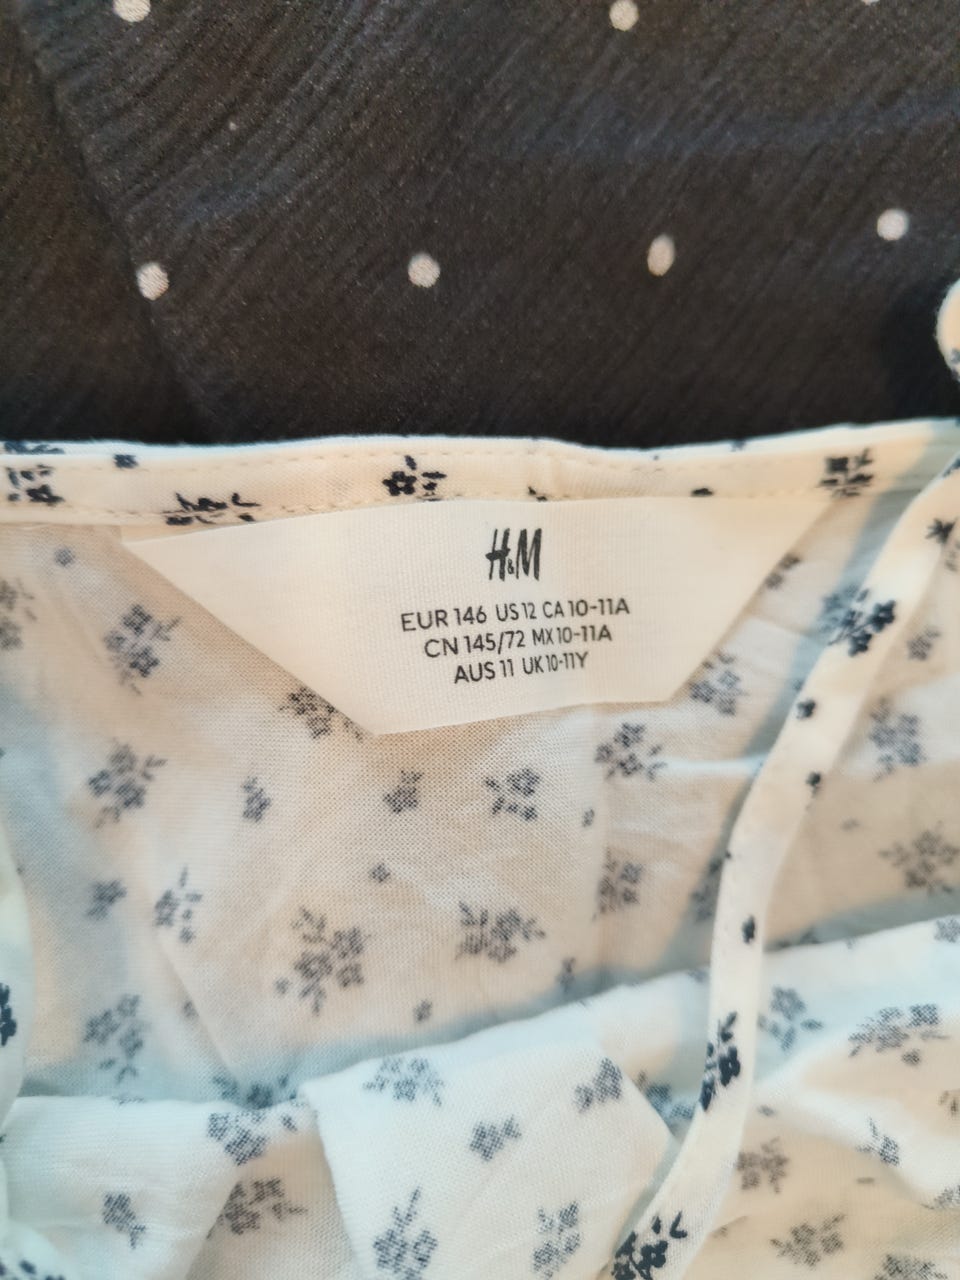 H&M
EUR 146 US 12 CA 10-11A
CN 145/72 MX 10-11A
AUS 11 UK 10-11Y